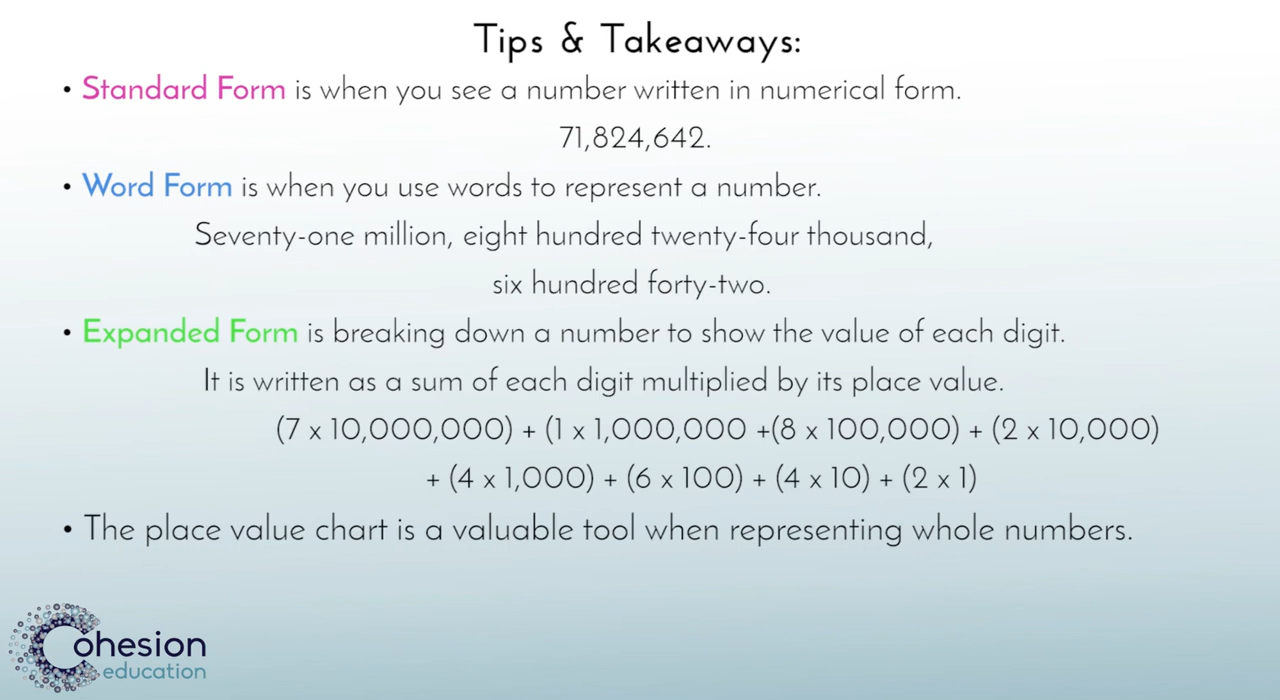 Tips & Takeaways:
• Standard Form is when you see a number written in numerical form.
71,824,642.
• Word Form is when you use words to represent a number.
Seventy-one million, eight hundred twenty-four thousand,
six hundred forty-two.
• Expanded Form is breaking down a number to show the value of each digit.
It is written as a sum of each digit multiplied by its place value.
(7 x 10,000,000) + (1 x 1,000,000 +(8 x 100,000) + (2 x 10,000)
+ (4 x 1,000) + (6 x 100) + (4 x 10) + (2 x 1)
• The place value chart is a valuable tool when representing whole numbers.
Cohesion
education